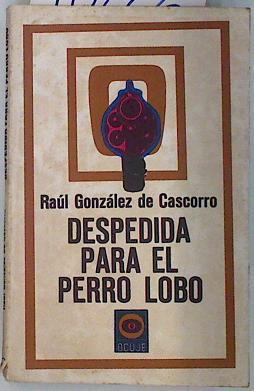 Raúl González de Cascorro
DESPEDIDA
PARA EL
PERRO LOBO
OCUJE